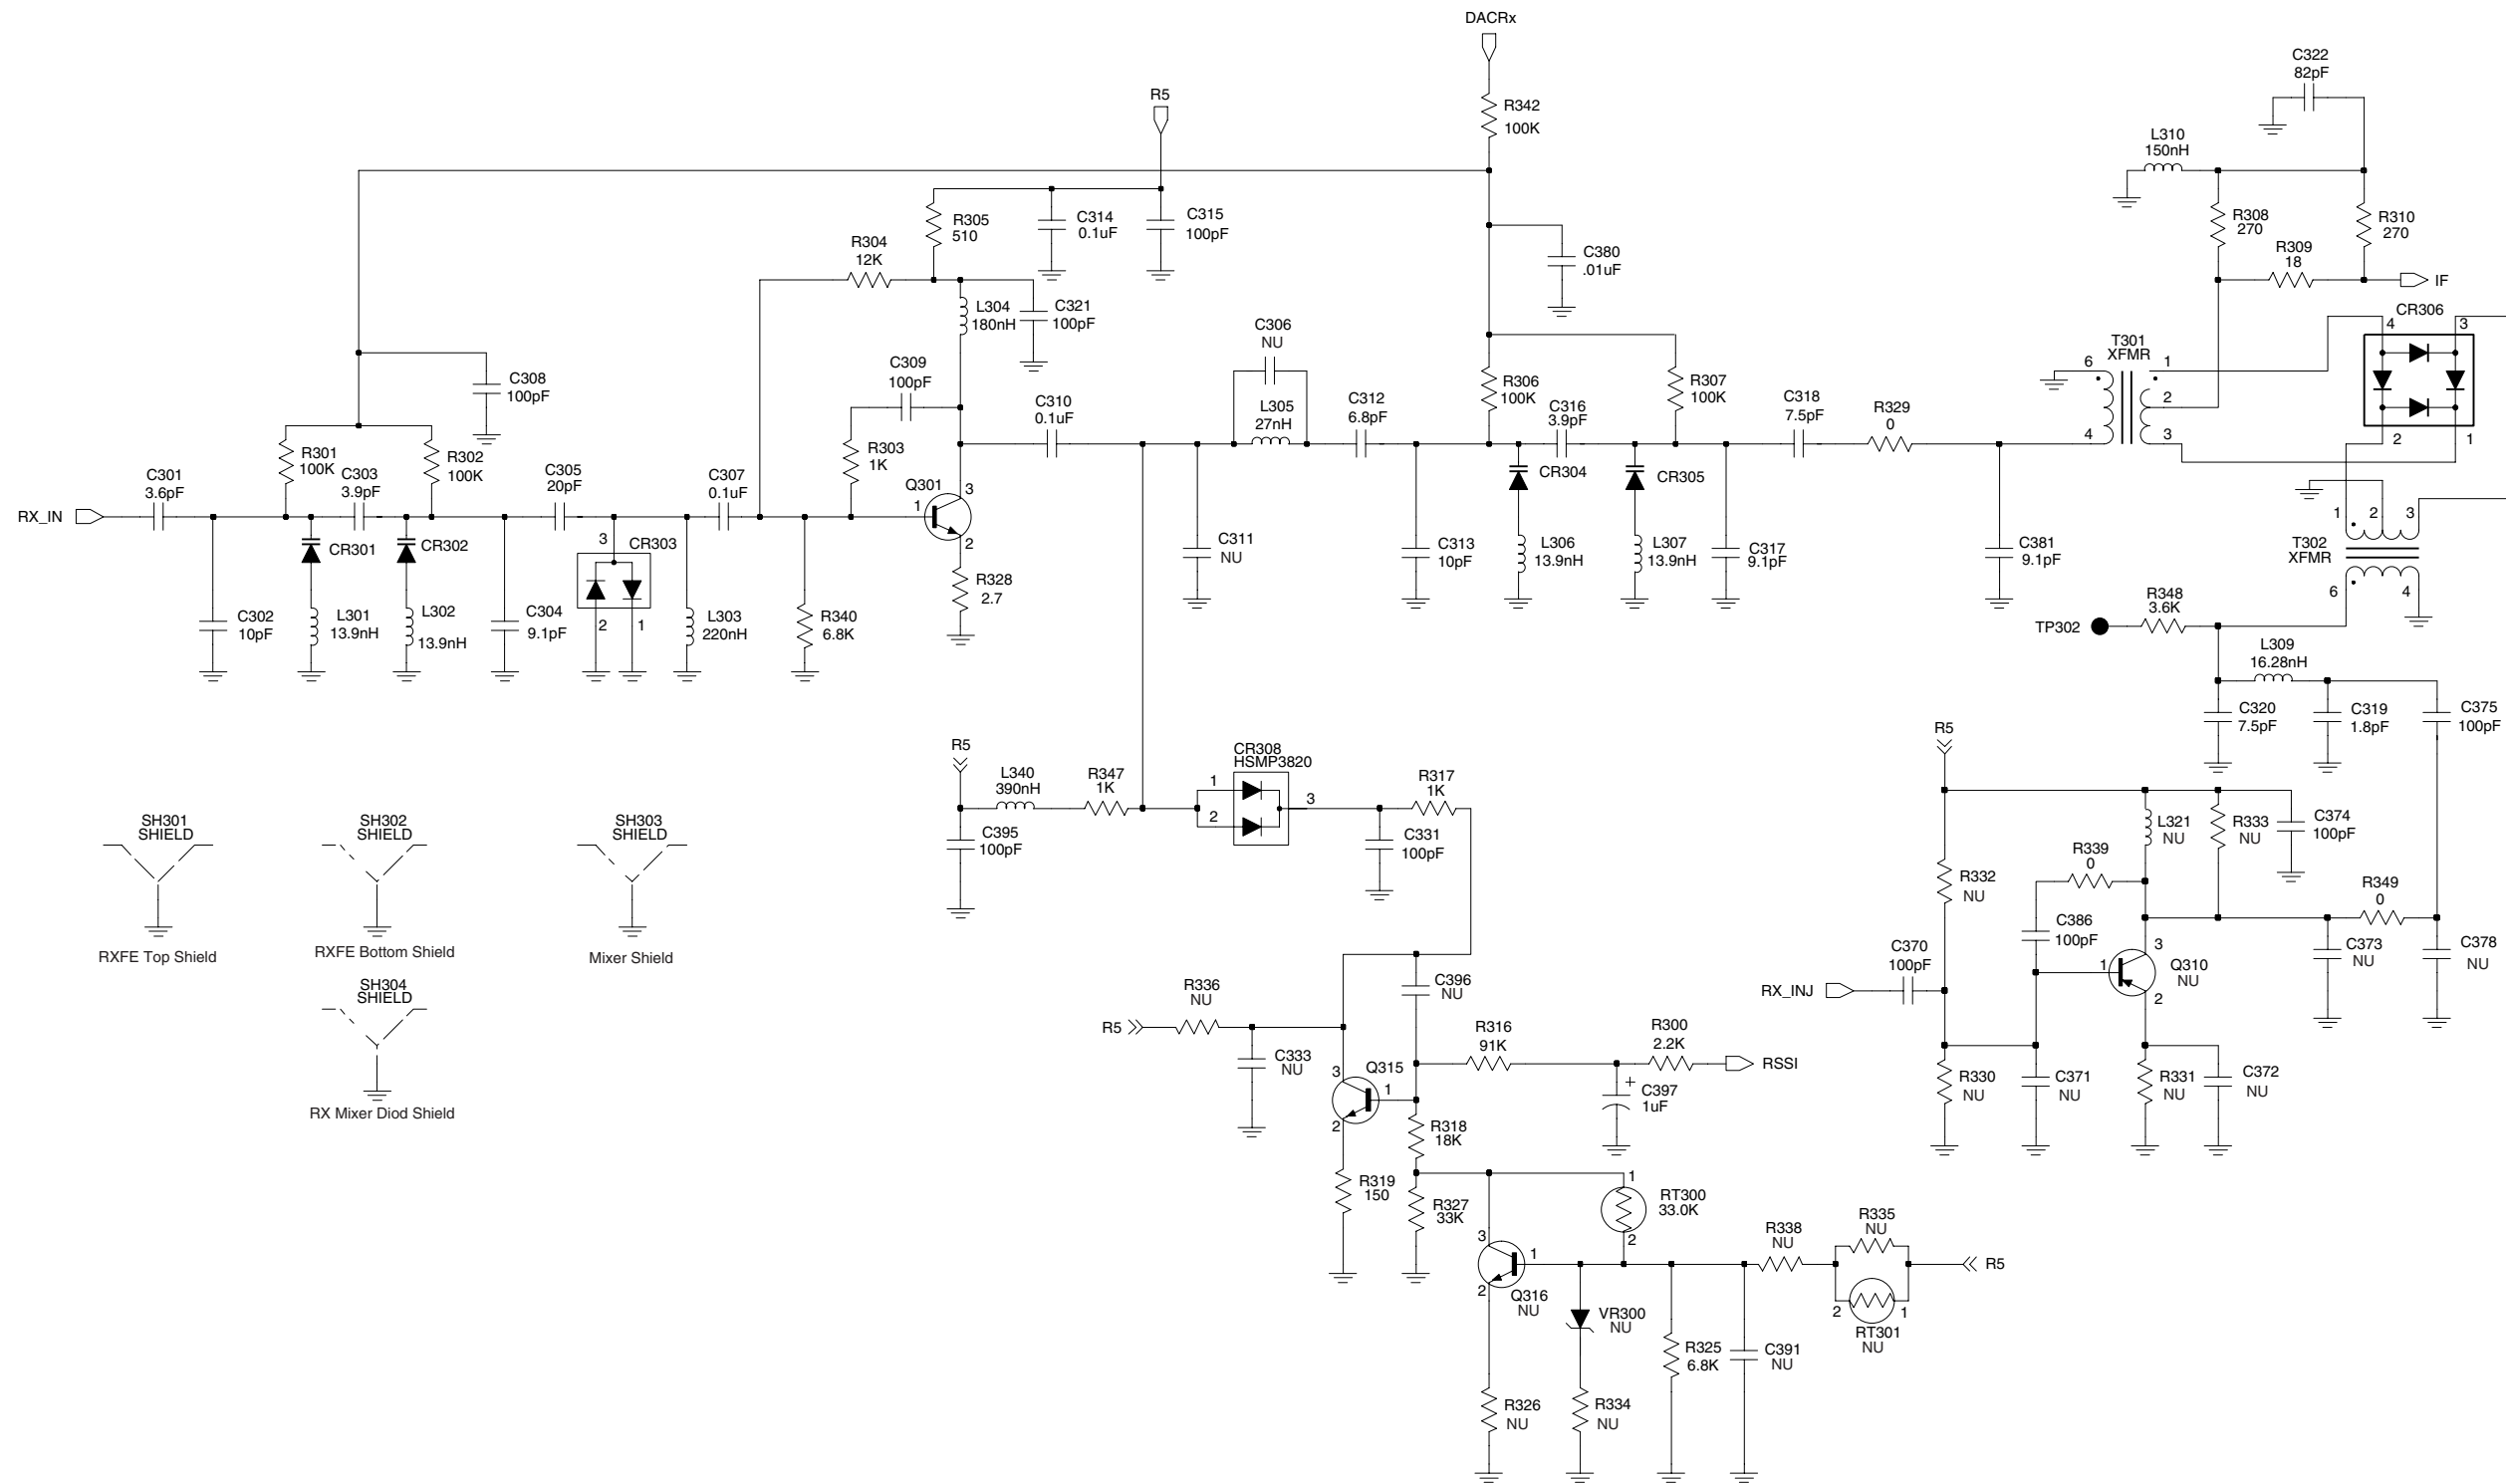 DACRx
C322
82pF
R5
R342
100K
L310
150nH
R305
510
C314
0.1uF
C315
100pF
R308
270
R310
270
R304
12K
R309
18
C380
.01uF
IF
L304
180nH
C321
100pF
CR306
4
3
2
1
C306
NU
T301
XFMR
6
1
2
4
3
C309
100pF
C308
100pF
R306
100K
R307
100K
C310
0.1uF
L305
27nH
C312
6.8pF
C316
3.9pF
C318
7.5pF
R329
0
R301
100K
R302
100K
R303
1K
C301
3.6pF
C303
3.9pF
C305
20pF
C307
0.1uF
Q301
1
3
2
CR304
CR305
RX_IN
CR301
CR302
CR303
3
2
1
1
2
3
T302
XFMR
6
4
C311
NU
C313
10pF
L306
13.9nH
L307
13.9nH
C317
9.1pF
C381
9.1pF
R328
2.7
C302
10pF
L301
13.9nH
L302
13.9nH
C304
9.1pF
L303
220nH
R340
6.8K
R348
3.6K
TP302
L309
16.28nH
C320
7.5pF
C319
1.8pF
C375
100pF
R5
R5
CR308
HSMP3820
1
2
3
L340
390nH
R347
1K
R317
1K
SH301
SHIELD
SH302
SHIELD
SH303
SHIELD
C395
100pF
C331
100pF
L321
NU
R333
NU
C374
100pF
R339
0
R332
NU
R349
0
RXFE Top Shield
RXFE Bottom Shield
Mixer Shield
C386
100pF
C370
100pF
3
1
Q310
NU
2
C373
NU
C378
NU
SH304
SHIELD
RX Mixer Diod Shield
R336
NU
C396
NU
RX_INJ
R5
R316
91K
R300
2.2K
C333
NU
Q315
3
1
2
RSSI
+
C397
1uF
R330
NU
C371
NU
R331
NU
C372
NU
R318
18K
R319
150
R327
33K
1
RT300
33.0K
2
R338
NU
R335
NU
R5
3
1
2
Q316
NU
VR300
NU
2
1
RT301
NU
R325
6.8K
C391
NU
R326
NU
R334
NU